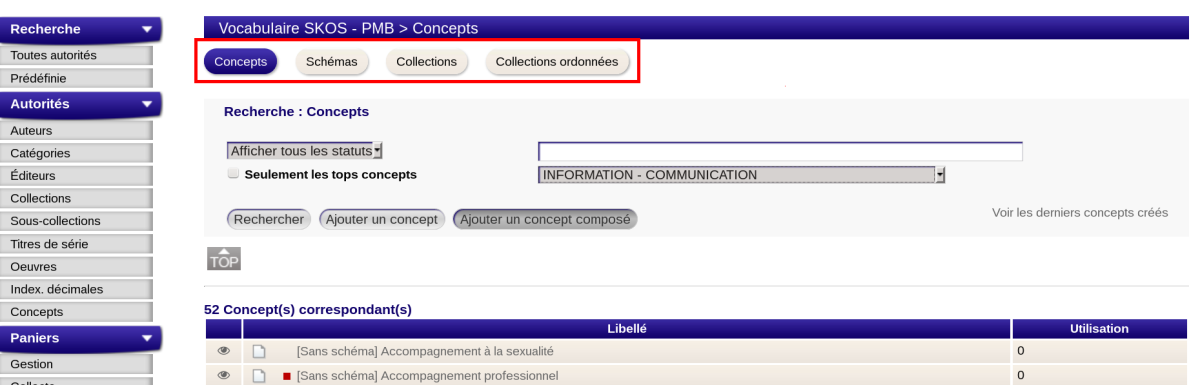 Recherche
Toutes autorités
Prédéfinie
Autorités
Auteurs
Catégories
Éditeurs
Collections
Sous-collections
Titres de série
Oeuvres
Index. décimales
Concepts
Paniers
Gestion
Vocabulaire SKOS - PMB > Concepts
Concepts Schémas Collections Collections ordonnées
Recherche : Concepts
Afficher tous les statuts
Seulement les tops concepts INFORMATION - COMMUNICATION
Rechercher Ajouter un concept Ajouter un concept composé Voir les derniers concepts créés
TOP
52 Concept(s) correspondant(s)
Libellé Utilisation
[Sans schéma] Accompagnement à la sexualité 0
[Sans schéma] Accompagnement professionnel 0